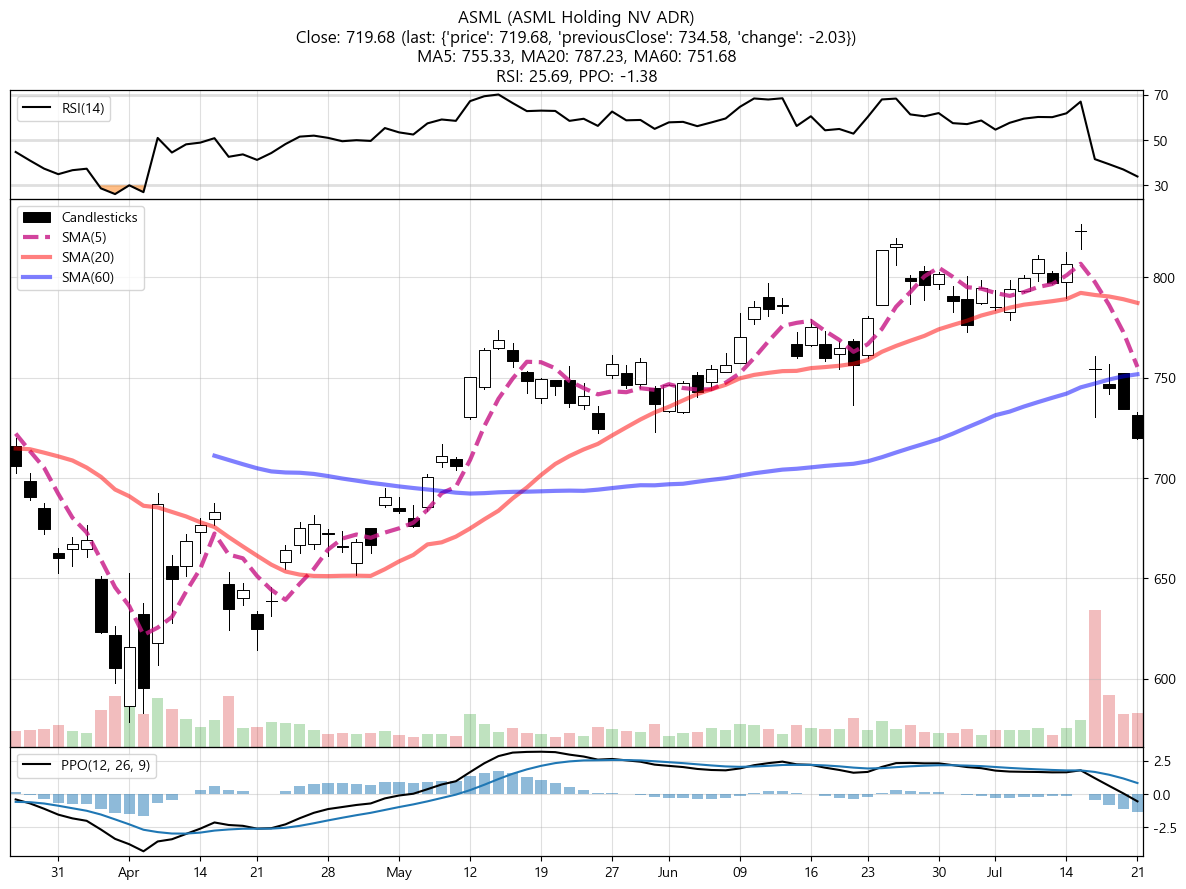 ASML (ASML Holding NV ADR)
Close: 719.68 (last: {'price': 719.68, 'previousClose': 734.58, 'change': -2.03})
MA5: 755.33, MA20: 787.23, MA60: 751.68
RSI: 25.69, PPO: -1.38
RSI(14)
70
50
30
Candlesticks
SMA(5)
SMA(20)
SMA(60)
800
750
700
650
600
PPO(12, 26, 9)
2.5
0.0
-2.5
31 Apr 14 21 28 May 12 19 27 Jun 09 16 23 30 Jul 14 21